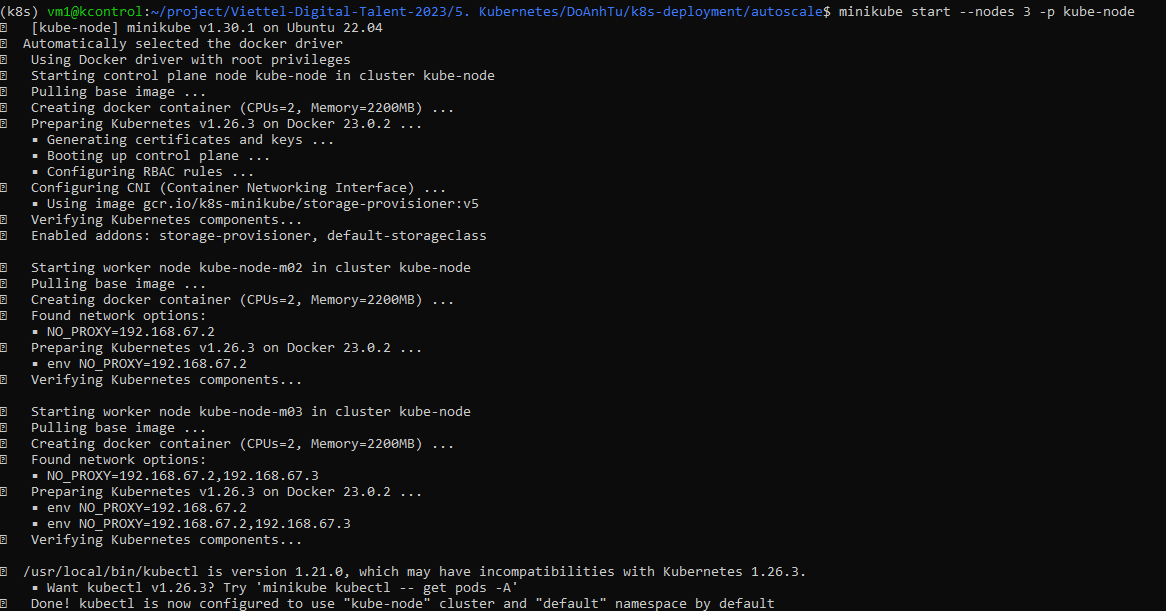 (k8s) vm1@kcontrol:~/project/Viettel-Digital-Talent-2023/5. Kubernetes/DoAnhTu/k8s-deployment/autoscale$ minikube start --nodes 3 -p kube-node
[kube-node] minikube v1.30.1 on Ubuntu 22.04
Automatically selected the docker driver
Using Docker driver with root privileges
Starting control plane node kube-node in cluster kube-node
Pulling base image ...
Creating docker container (CPUs=2, Memory=2200MB) ...
Preparing Kubernetes v1.26.3 on Docker 23.0.2 ...
▪ Generating certificates and keys ...
▪ Booting up control plane ...
▪ Configuring RBAC rules ...
Configuring CNI (Container Networking Interface) ...
▪ Using image gcr.io/k8s-minikube/storage-provisioner:v5
Verifying Kubernetes components...
Enabled addons: storage-provisioner, default-storageclass
Starting worker node kube-node-m02 in cluster kube-node
Pulling base image ...
Creating docker container (CPUs=2, Memory=2200MB) ...
Found network options:
▪ NO_PROXY=192.168.67.2
Preparing Kubernetes v1.26.3 on Docker 23.0.2 ...
▪ env NO_PROXY=192.168.67.2
Verifying Kubernetes components...
Starting worker node kube-node-m03 in cluster kube-node
Pulling base image ...
Creating docker container (CPUs=2, Memory=2200MB) ...
Found network options:
▪ NO_PROXY=192.168.67.2,192.168.67.3
Preparing Kubernetes v1.26.3 on Docker 23.0.2 ...
▪ env NO_PROXY=192.168.67.2
▪ env NO_PROXY=192.168.67.2,192.168.67.3
Verifying Kubernetes components...
/usr/local/bin/kubectl is version 1.21.0, which may have incompatibilities with Kubernetes 1.26.3.
▪ Want kubectl v1.26.3? Try 'minikube kubectl -- get pods -A'
Done! kubectl is now configured to use "kube-node" cluster and "default" namespace by default